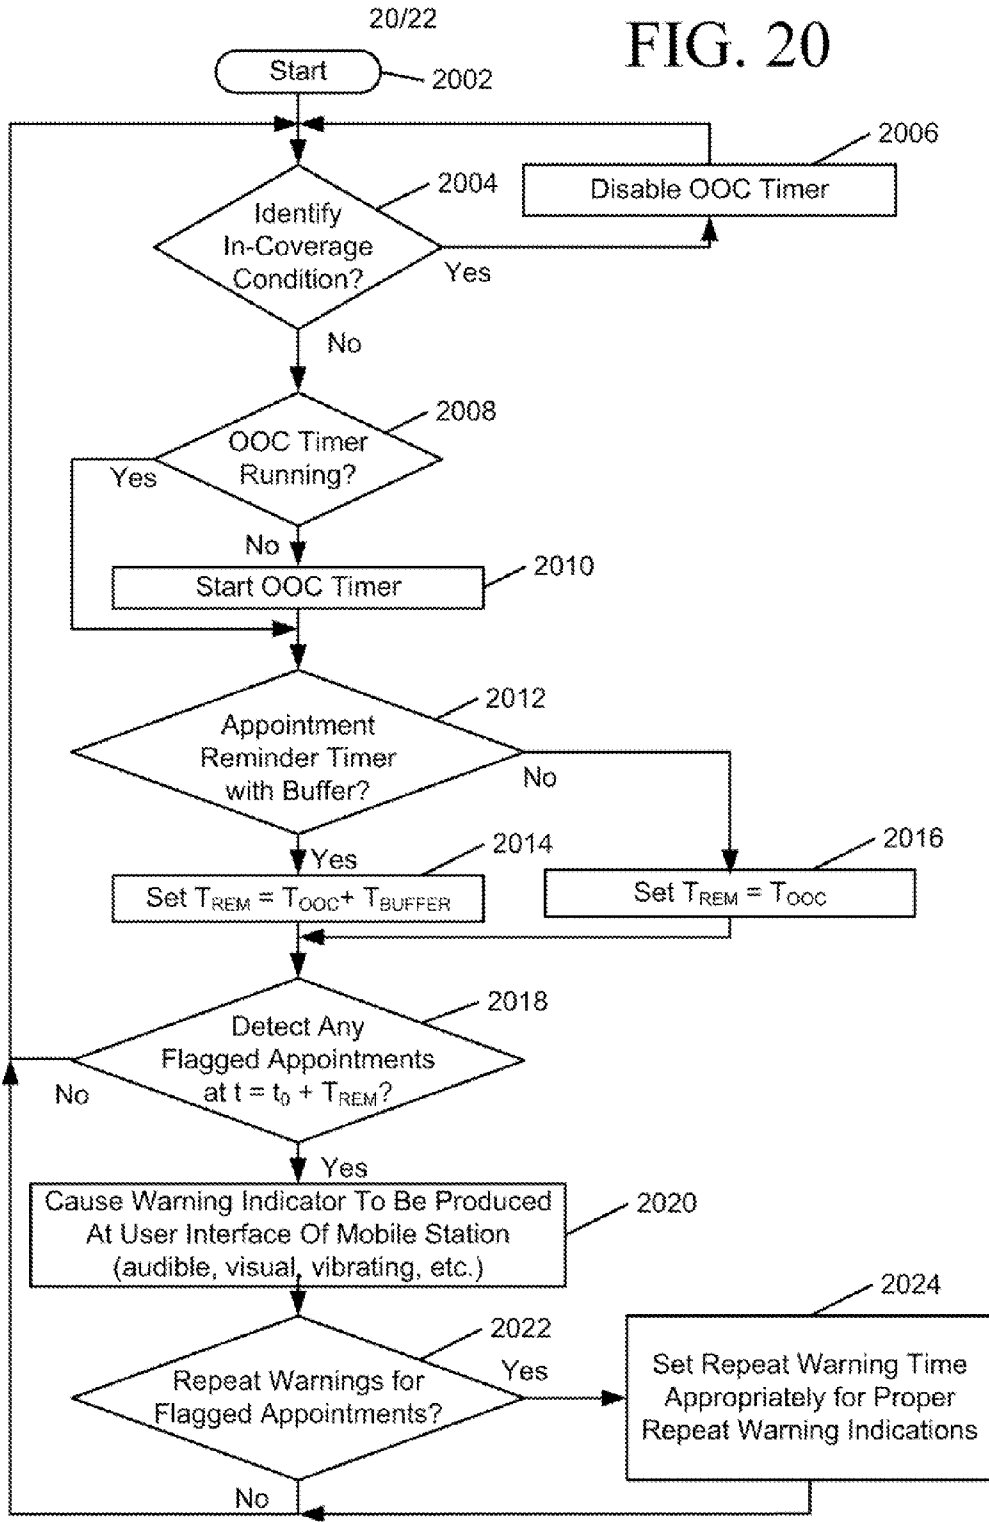 20/22
FIG. 20
Start
2002
2006
Disable OOC Timer
2004
Identify
In-Coverage
Condition?
Yes
No
2008
OOC Timer
Running?
Yes
No
2010
Start OOC Timer
2012
Appointment
Reminder Timer
with Buffer?
No
Yes
2014
Set TREM = TOOC+ TBUFFER
2016
Set TREM = TOOC
2018
Detect Any
Flagged Appointments
at t = t0 + TREM?
No
Yes
Cause Warning Indicator To Be Produced
At User Interface Of Mobile Station
(audible, visual, vibrating, etc.)
2020
2022
Repeat Warnings for
Flagged Appointments?
Yes
No
2024
Set Repeat Warning Time
Appropriately for Proper
Repeat Warning Indications